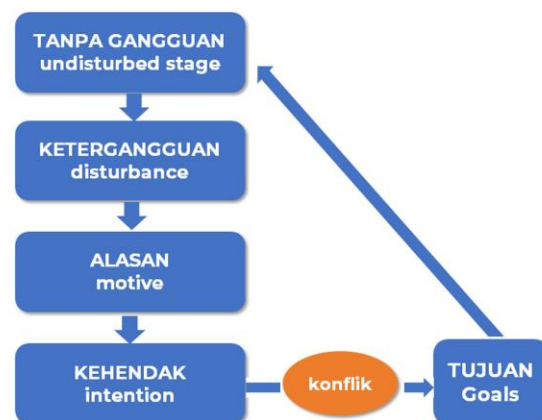 TANPA GANGGUAN
undisturbed stage
KETERGANGGUAN
disturbance
ALASAN
motive
KEHENDAK
intention
konflik
TUJUAN
Goals